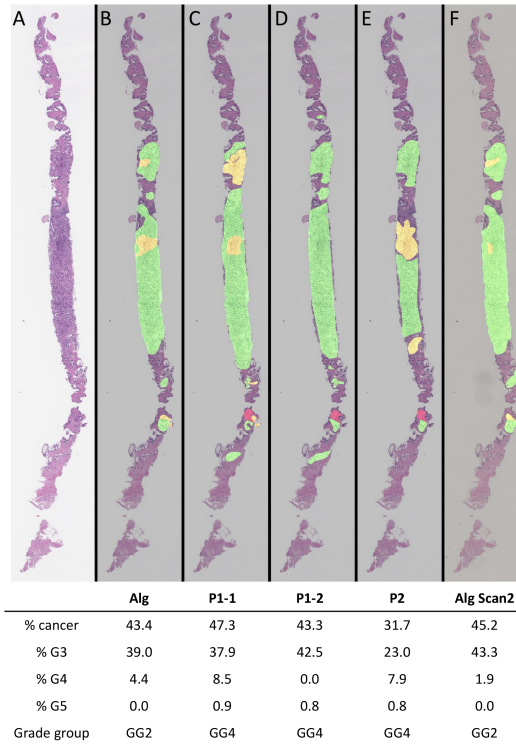 A B C D E F
Alg P1-1 P1-2 P2 Alg Scan2
% cancer 43.4 47.3 43.3 31.7 45.2
% G3 39.0 37.9 42.5 23.0 43.3
% G4 4.4 8.5 0.0 7.9 1.9
% G5 0.0 0.9 0.8 0.8 0.0
Grade group GG2 GG4 GG4 GG4 GG2